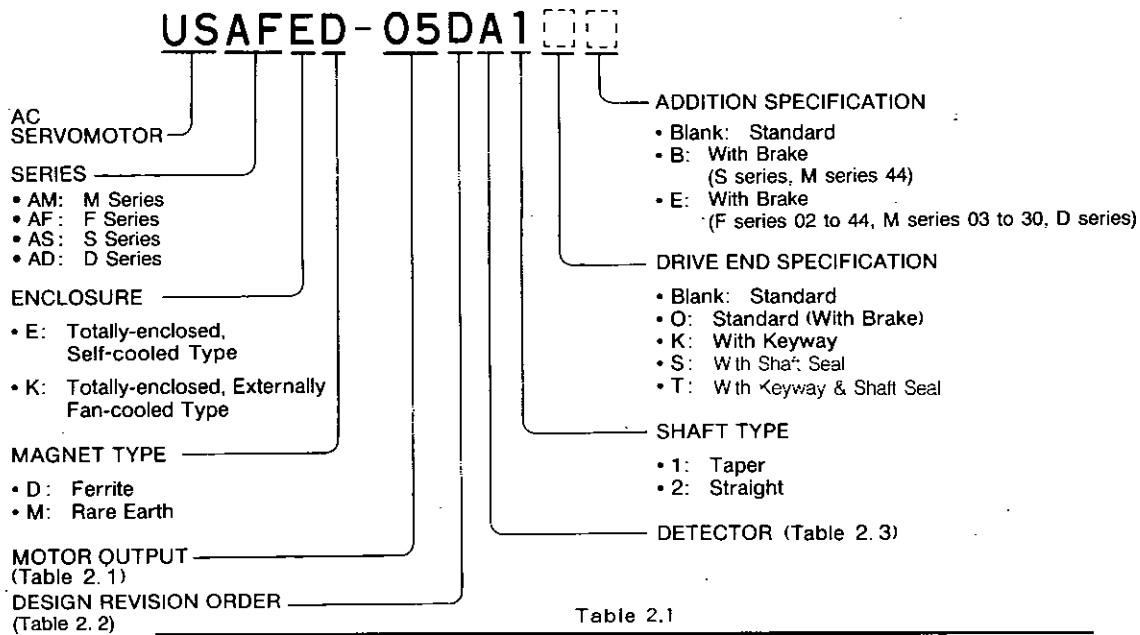 USAFED-05DA1
AC
SERVOMOTOR
SERIES
• AM: M Series
• AF: F Series
• AS: S Series
• AD: D Series
ENCLOSURE
• E: Totally-enclosed,
Self-cooled Type
• K: Totally-enclosed, Externally
Fan-cooled Type
MAGNET TYPE
• D: Ferrite
• M: Rare Earth
MOTOR OUTPUT
(Table 2.1)
DESIGN REVISION ORDER
(Table 2.2)
ADDITION SPECIFICATION
• Blank: Standard
• B: With Brake
(S series, M series 44)
• E: With Brake
(F series 02 to 44, M series 03 to 30, D series)
DRIVE END SPECIFICATION
• Blank: Standard
• O: Standard (With Brake)
• K: With Keyway
• S: With Shaft Seal
• T: With Keyway & Shaft Seal
SHAFT TYPE
• 1: Taper
• 2: Straight
DETECTOR (Table 2.3)
Table 2.1